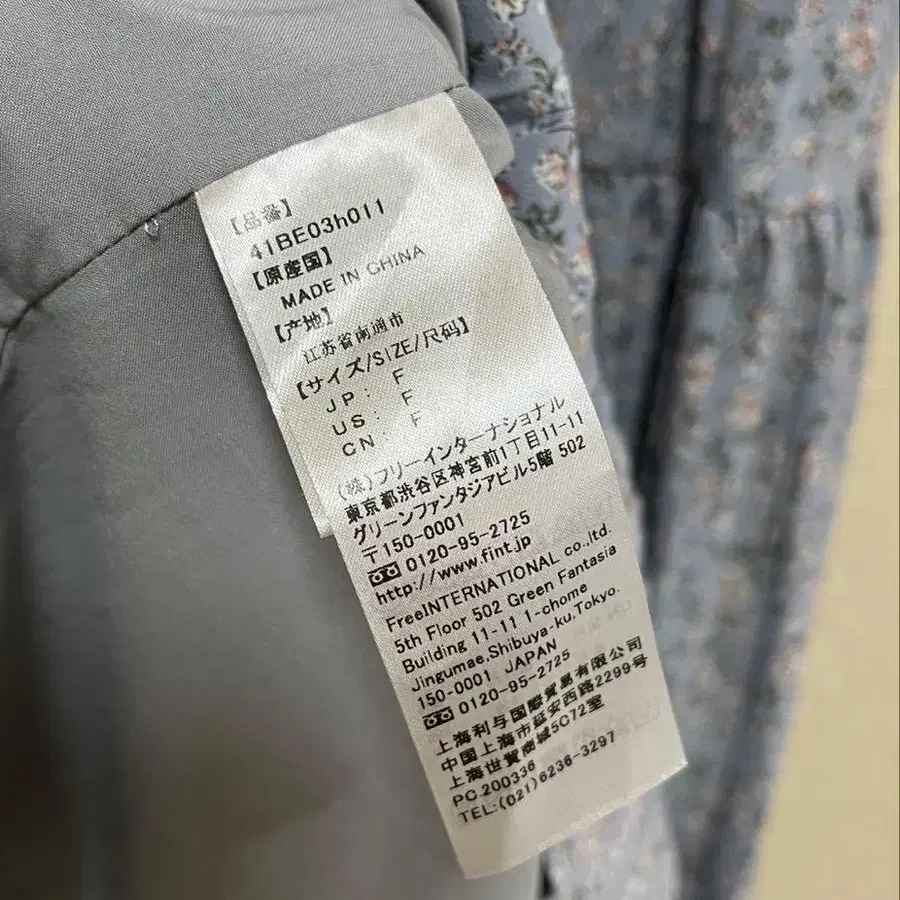 【品番】
41BE03h011
【原産国】
MADE IN CHINA
【产地】
江苏省南通市
【サイズ/SIZE/尺码】
JP: F
US: F
CN: F
(株)フリーインターナショナル
東京都渋谷区神宮前1丁目11-11
グリーンファンタジアビル5階 502
〒150-0001
0120-95-2725
http://www.fint.jp
FreeINTERNATIONAL co.,ltd.
5th Floor 502 Green Fantasia
Building 11-11 1-chome
Jingumae,Shibuya-ku,Tokyo.
150-0001 JAPAN
0120-95-2725
上海利与国際貿易有限公司
中国上海市延安西路2299号
上海世貿商城5C72室
PC.200336
TEL:(021)6236-3297